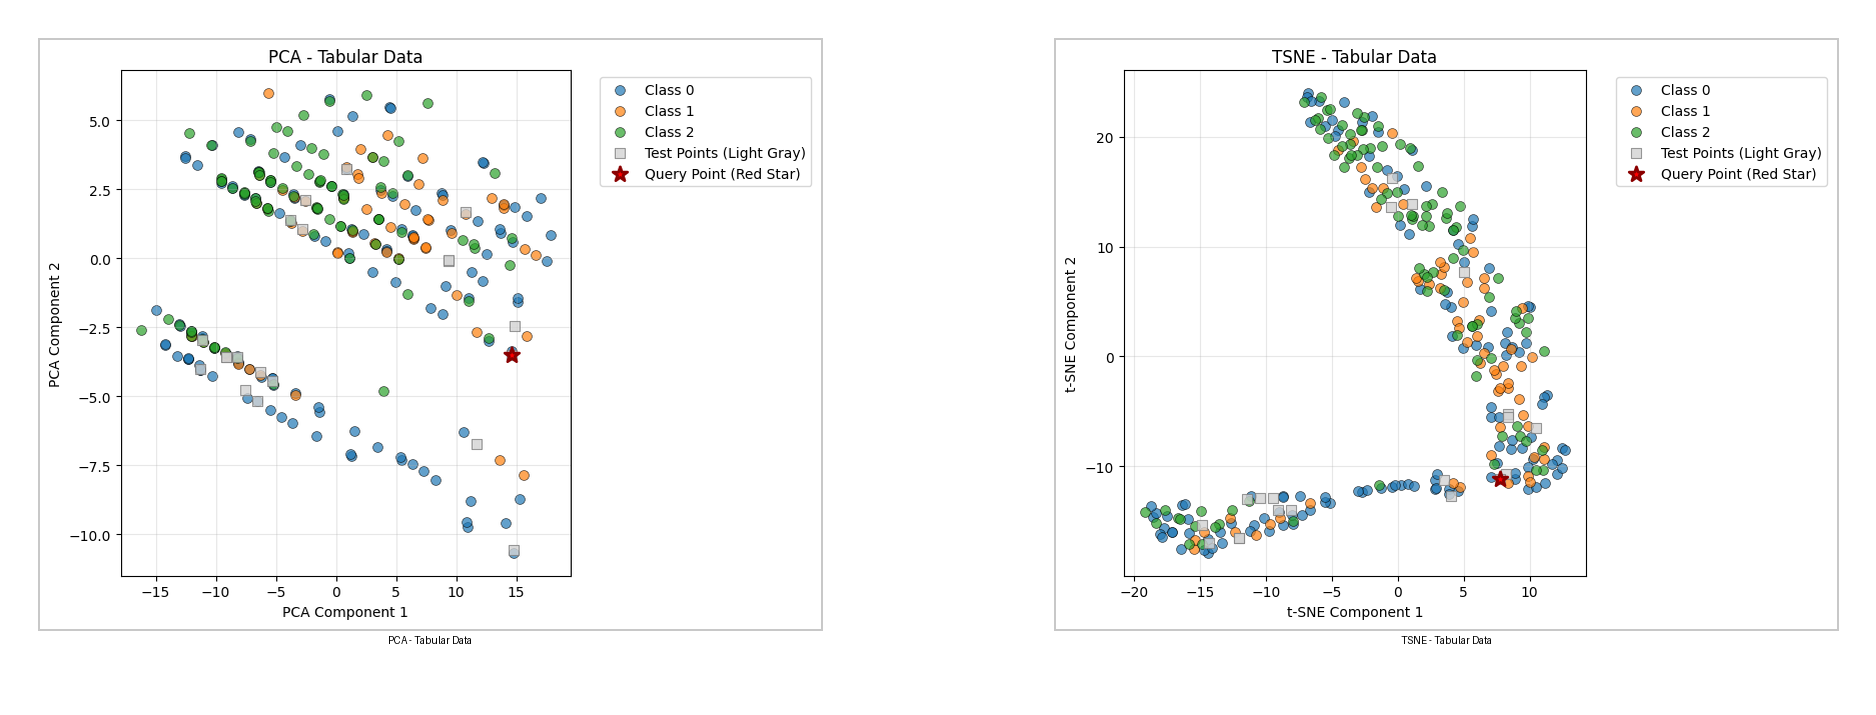 PCA - Tabular Data
Class 0
Class 1
Class 2
Test Points (Light Gray)
Query Point (Red Star)
5.0
2.5
0.0
−2.5
−5.0
−7.5
−10.0
PCA Component 2
−15
−10
−5
0
5
10
15
PCA Component 1
PCA - Tabular Data
TSNE - Tabular Data
Class 0
Class 1
Class 2
Test Points (Light Gray)
Query Point (Red Star)
20
10
0
−10
t-SNE Component 2
−20
−15
−10
−5
0
5
10
t-SNE Component 1
TSNE - Tabular Data